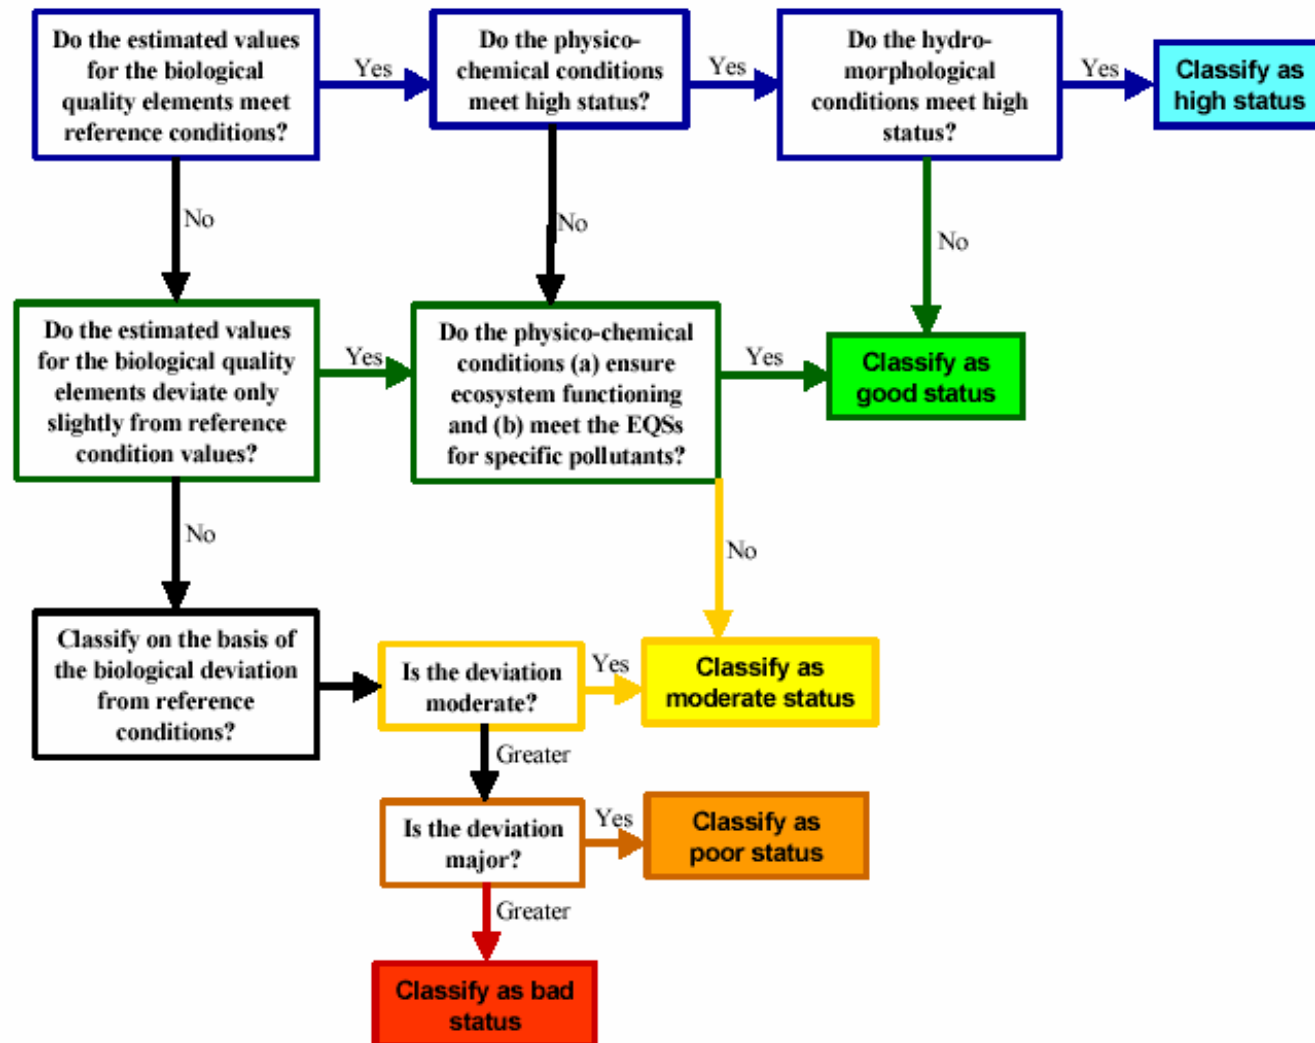 Do the estimated values
for the biological
quality elements meet
reference conditions?
Yes
Do the physico-
chemical conditions
meet high status?
Yes
Do the hydro-
morphological
conditions meet high
status?
Yes
Classify as
high status
No
No
No
Do the estimated values
for the biological quality
elements deviate only
slightly from reference
condition values?
Yes
Do the physico-chemical
conditions (a) ensure
ecosystem functioning
and (b) meet the EQSs
for specific pollutants?
Yes
Classify as
good status
No
No
Classify on the basis of
the biological deviation
from reference
conditions?
Is the deviation
moderate?
Yes
Classify as
moderate status
Greater
Is the deviation
major?
Yes
Classify as
poor status
Greater
Classify as bad
status